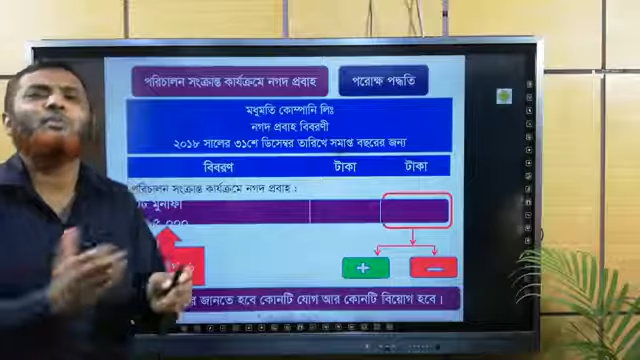 পরিচালন সংক্রান্ত কার্যক্রমে নগদ প্রবাহ
পরোক্ষ পদ্ধতি
মধুমতি কোম্পানি লিঃ
নগদ প্রবাহ বিবরণী
২০১৮ সালের ৩১শে ডিসেম্বর তারিখে সমাপ্ত বছরের জন্য
বিবরণ টাকা টাকা
পরিচালন সংক্রান্ত কার্যক্রমে নগদ প্রবাহ :
মুনাফা
+ −
জানতে হবে কোনটি যোগ আর কোনটি বিয়োগ হবে।